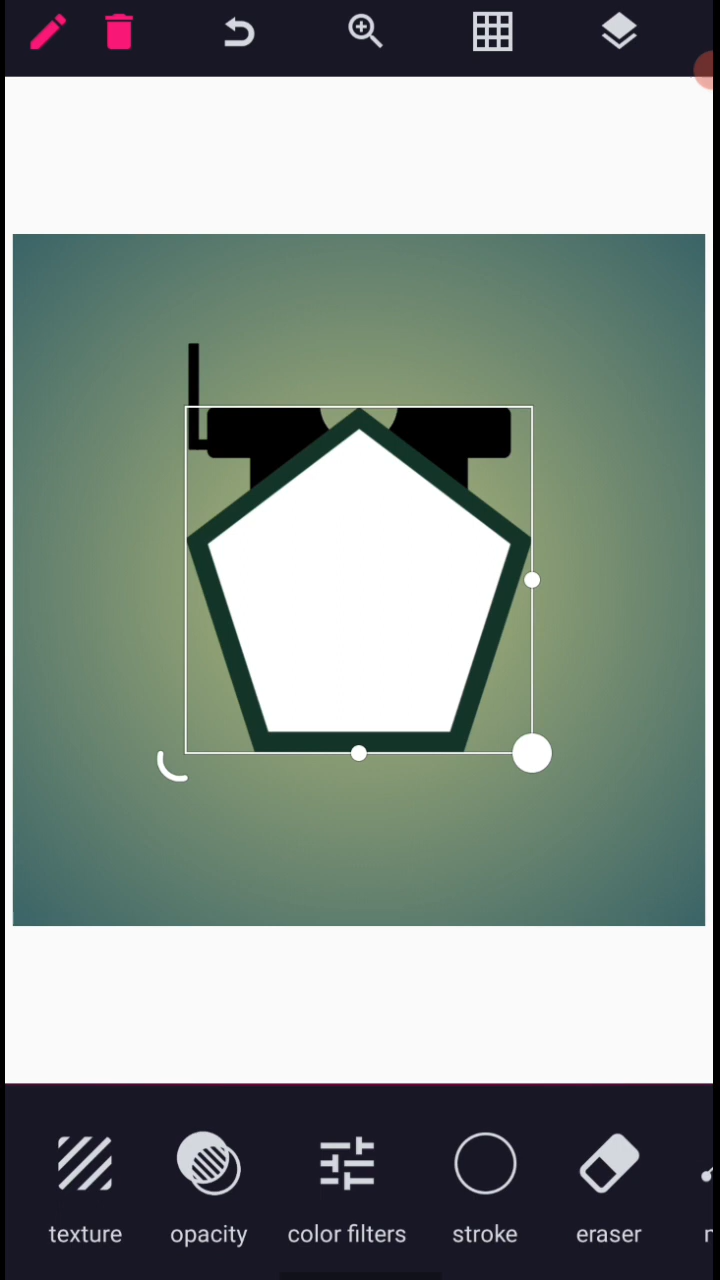 texture
opacity
color filters
stroke
eraser